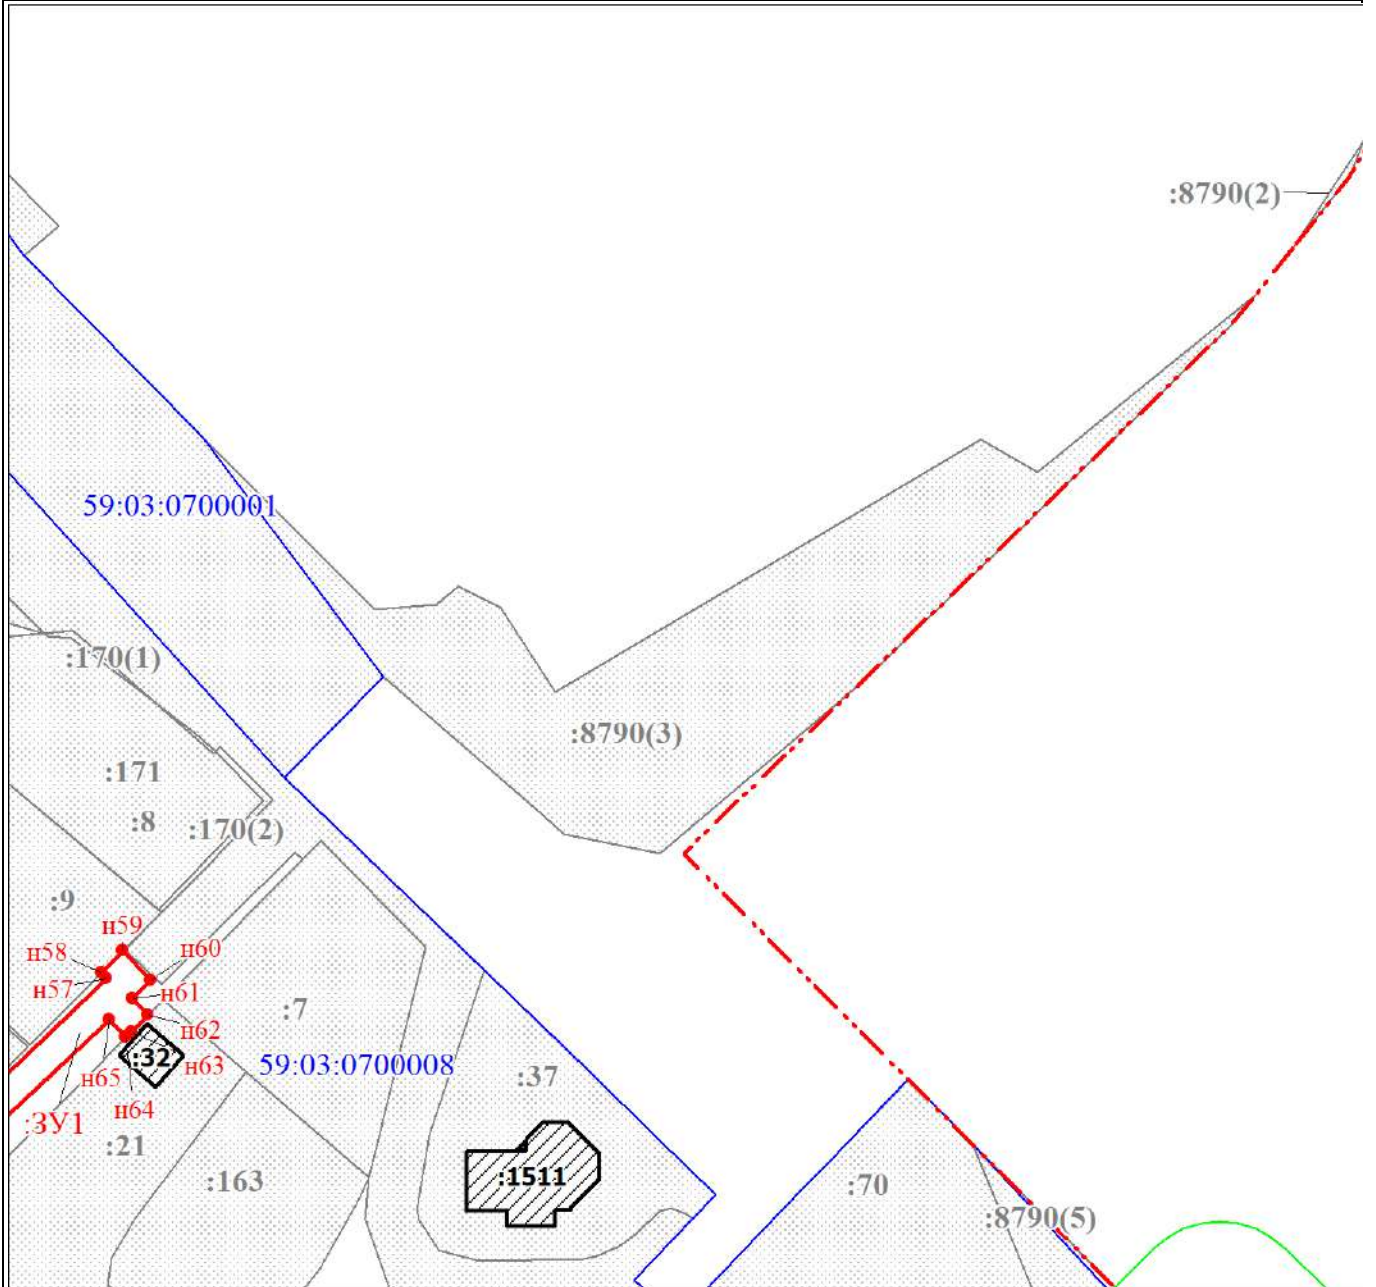 :8790(2)
59:03:0700001
:170(1)
:8790(3)
:171
:8
:170(2)
:9
н59
н58
н60
н57
н61
:7
н62
:32
н63
59:03:0700008
н65
:37
н64
:ЗУ1
:21
:163
:1511
:70
:8790(5)